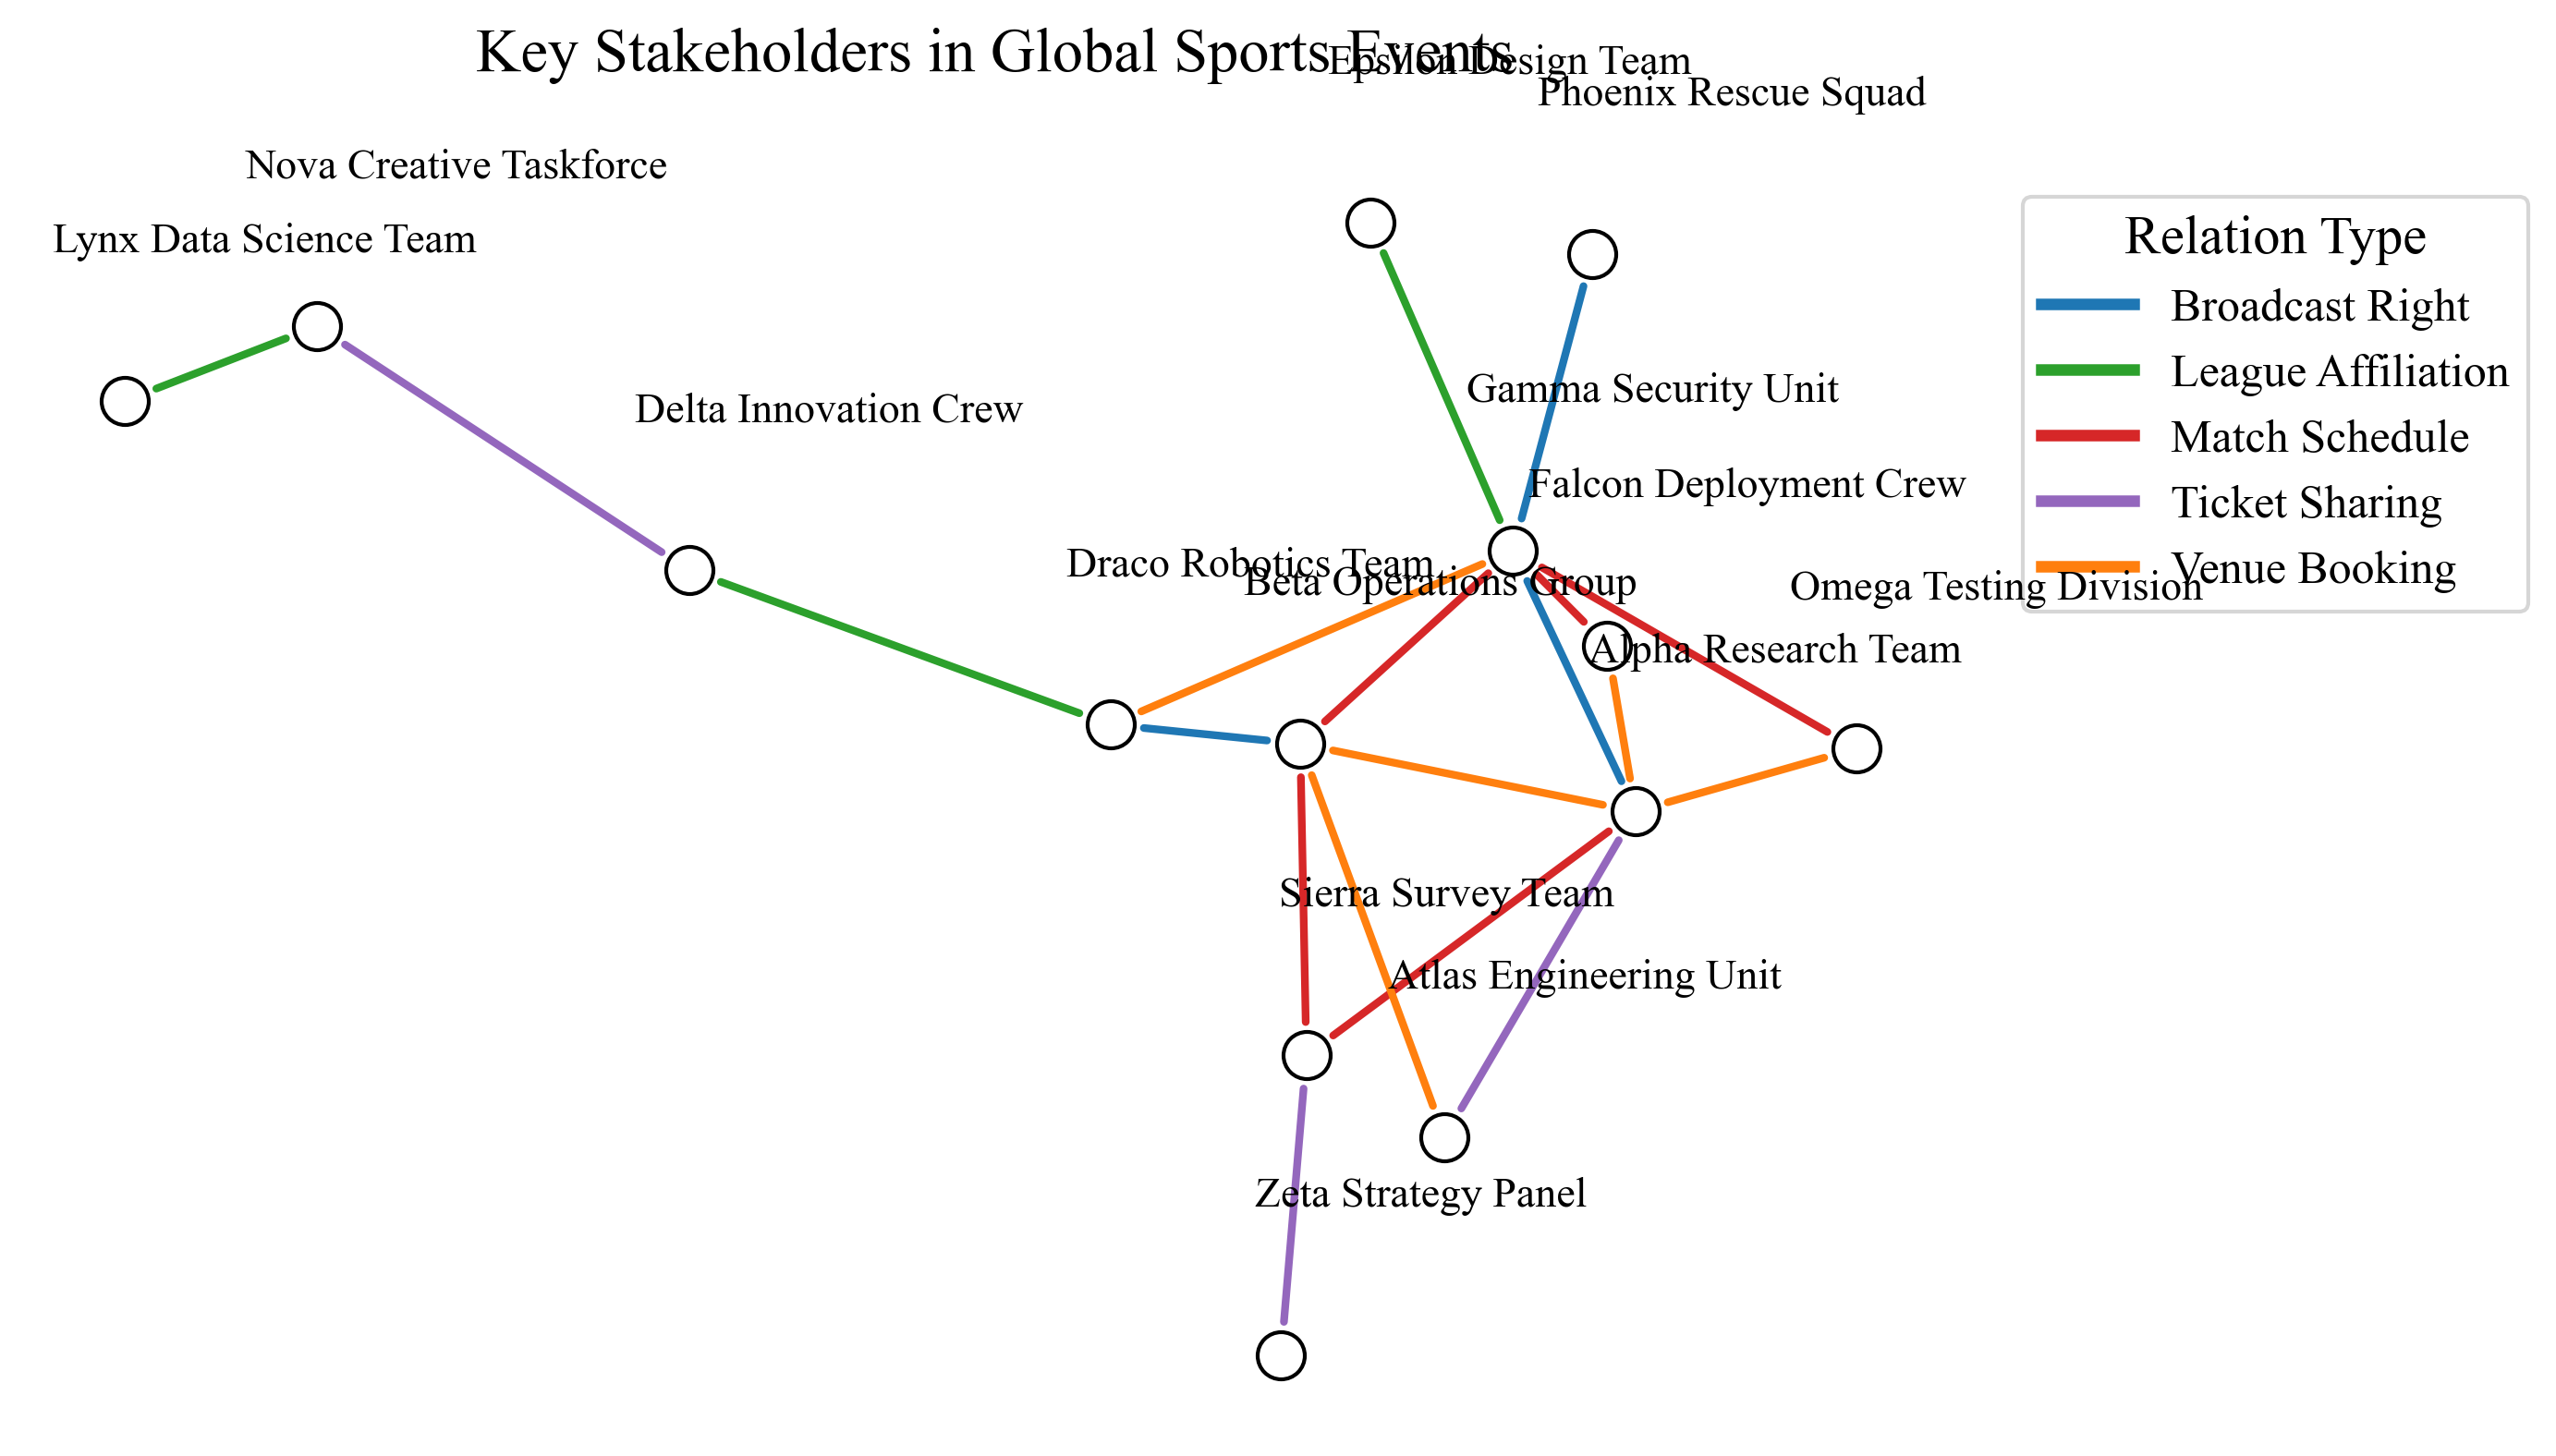 Key Stakeholders in Global Sports Events
Epsilon Design Team
Phoenix Rescue Squad
Nova Creative Taskforce
Lynx Data Science Team
Relation Type
Broadcast Right
League Affiliation
Match Schedule
Ticket Sharing
Venue Booking
Gamma Security Unit
Delta Innovation Crew
Falcon Deployment Crew
Draco Robotics Team
Beta Operations Group
Omega Testing Division
Alpha Research Team
Sierra Survey Team
Atlas Engineering Unit
Zeta Strategy Panel